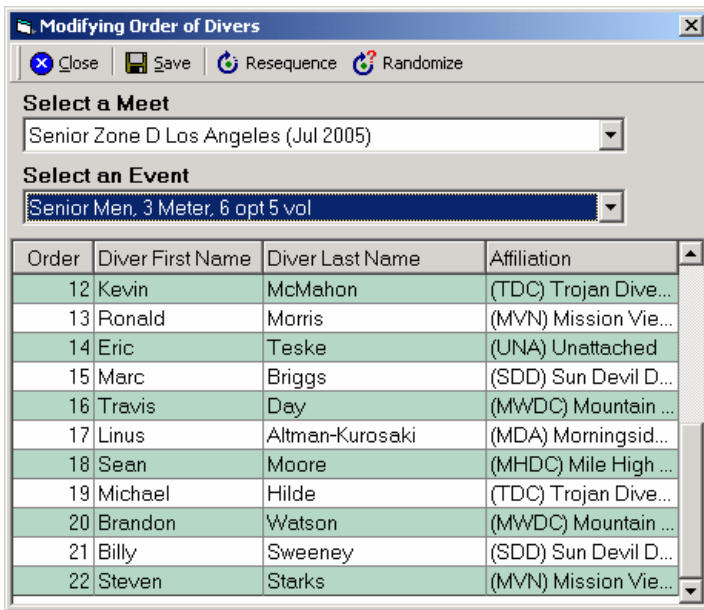 Modifying Order of Divers
Close Save Resequence Randomize
Select a Meet
Senior Zone D Los Angeles (Jul 2005)
Select an Event
Senior Men, 3 Meter, 6 opt 5 vol
Order Diver First Name Diver Last Name Affiliation
12 Kevin McMahon (TDC) Trojan Dive...
13 Ronald Morris (MVN) Mission Vie...
14 Eric Teske (UNA) Unattached
15 Marc Briggs (SDD) Sun Devil D...
16 Travis Day (MWDC) Mountain ...
17 Linus Altman-Kurosaki (MDA) Morningsid...
18 Sean Moore (MHDC) Mile High ...
19 Michael Hilde (TDC) Trojan Dive...
20 Brandon Watson (MWDC) Mountain ...
21 Billy Sweeney (SDD) Sun Devil D...
22 Steven Starks (MVN) Mission Vie...